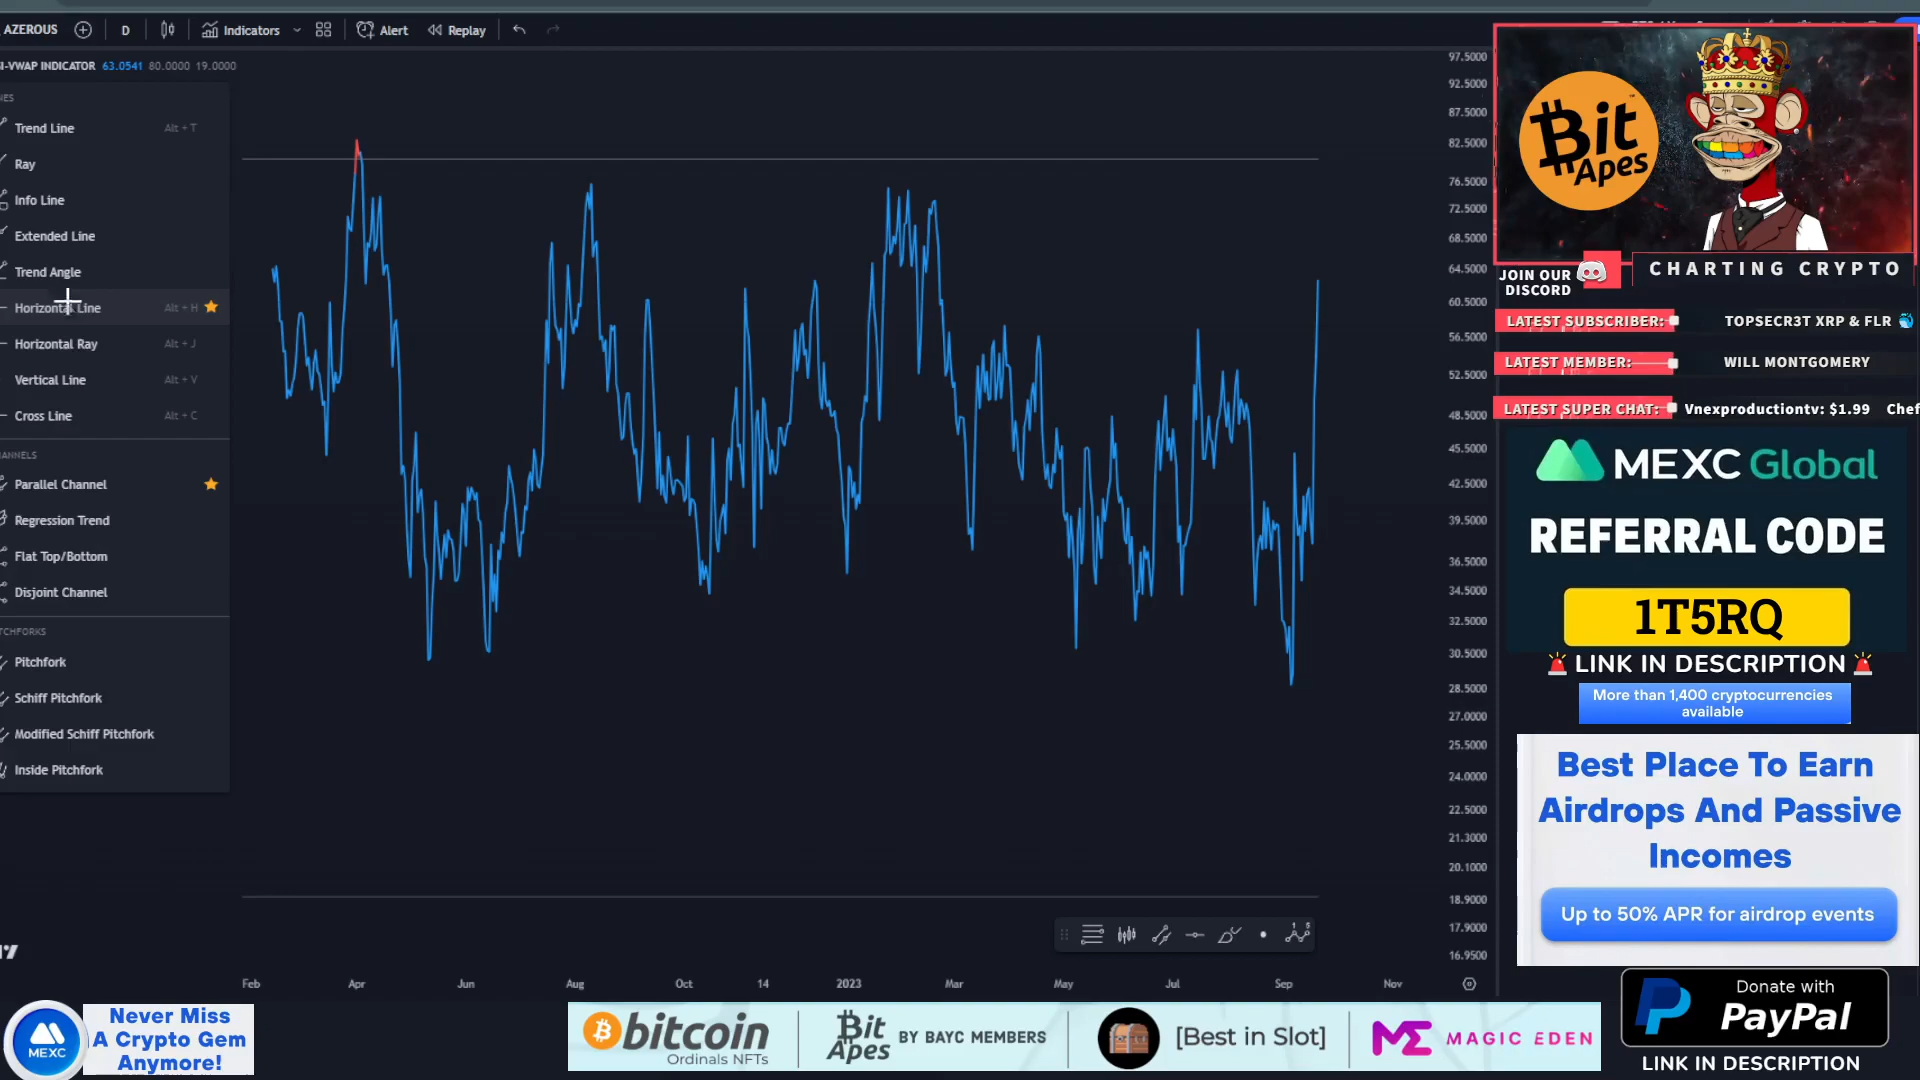 AZEROUS
D
Indicators
Alert
Replay
I-VWAP INDICATOR 63.0541 80.0000 19.0000
NES
Trend Line Alt + T
Ray
Info Line
Extended Line
Trend Angle
Horizontal Line Alt + H
Horizontal Ray Alt + J
Vertical Line Alt + V
Cross Line Alt + C
ANNELS
Parallel Channel
Regression Trend
Flat Top/Bottom
Disjoint Channel
TCHFORKS
Pitchfork
Schiff Pitchfork
Modified Schiff Pitchfork
Inside Pitchfork
97.5000
92.5000
87.5000
82.5000
76.5000
72.5000
68.5000
64.5000
60.5000
56.5000
52.5000
48.5000
45.5000
42.5000
39.5000
36.5000
34.5000
32.5000
30.5000
28.5000
27.0000
25.5000
24.0000
22.5000
21.3000
20.1000
18.9000
17.9000
16.9500
Feb Apr Jun Aug Oct 14 2023 Mar May Jul Sep Nov
Bit
Apes
JOIN OUR
DISCORD
CHARTING CRYPTO
LATEST SUBSCRIBER: TOPSECR3T XRP & FLR
LATEST MEMBER: WILL MONTGOMERY
LATEST SUPER CHAT: Vnexproductiontv: $1.99 Chef
MEXC Global
REFERRAL CODE
1T5RQ
🚨 LINK IN DESCRIPTION 🚨
More than 1,400 cryptocurrencies
available
Best Place To Earn
Airdrops And Passive
Incomes
Up to 50% APR for airdrop events
Donate with
PayPal
LINK IN DESCRIPTION
MEXC
Never Miss
A Crypto Gem
Anymore!
bitcoin
Ordinals NFTs
Bit
Apes
BY BAYC MEMBERS
[Best in Slot]
MAGIC EDEN